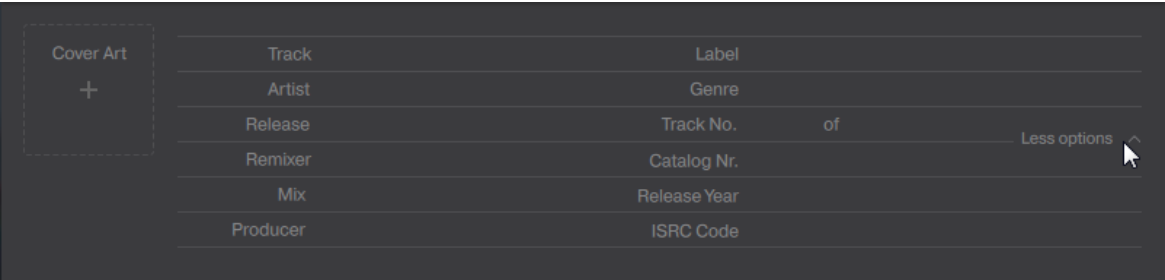 Cover Art
+
Track Label
Artist Genre
Release Track No. of
Less options
Remixer Catalog Nr.
Mix Release Year
Producer ISRC Code